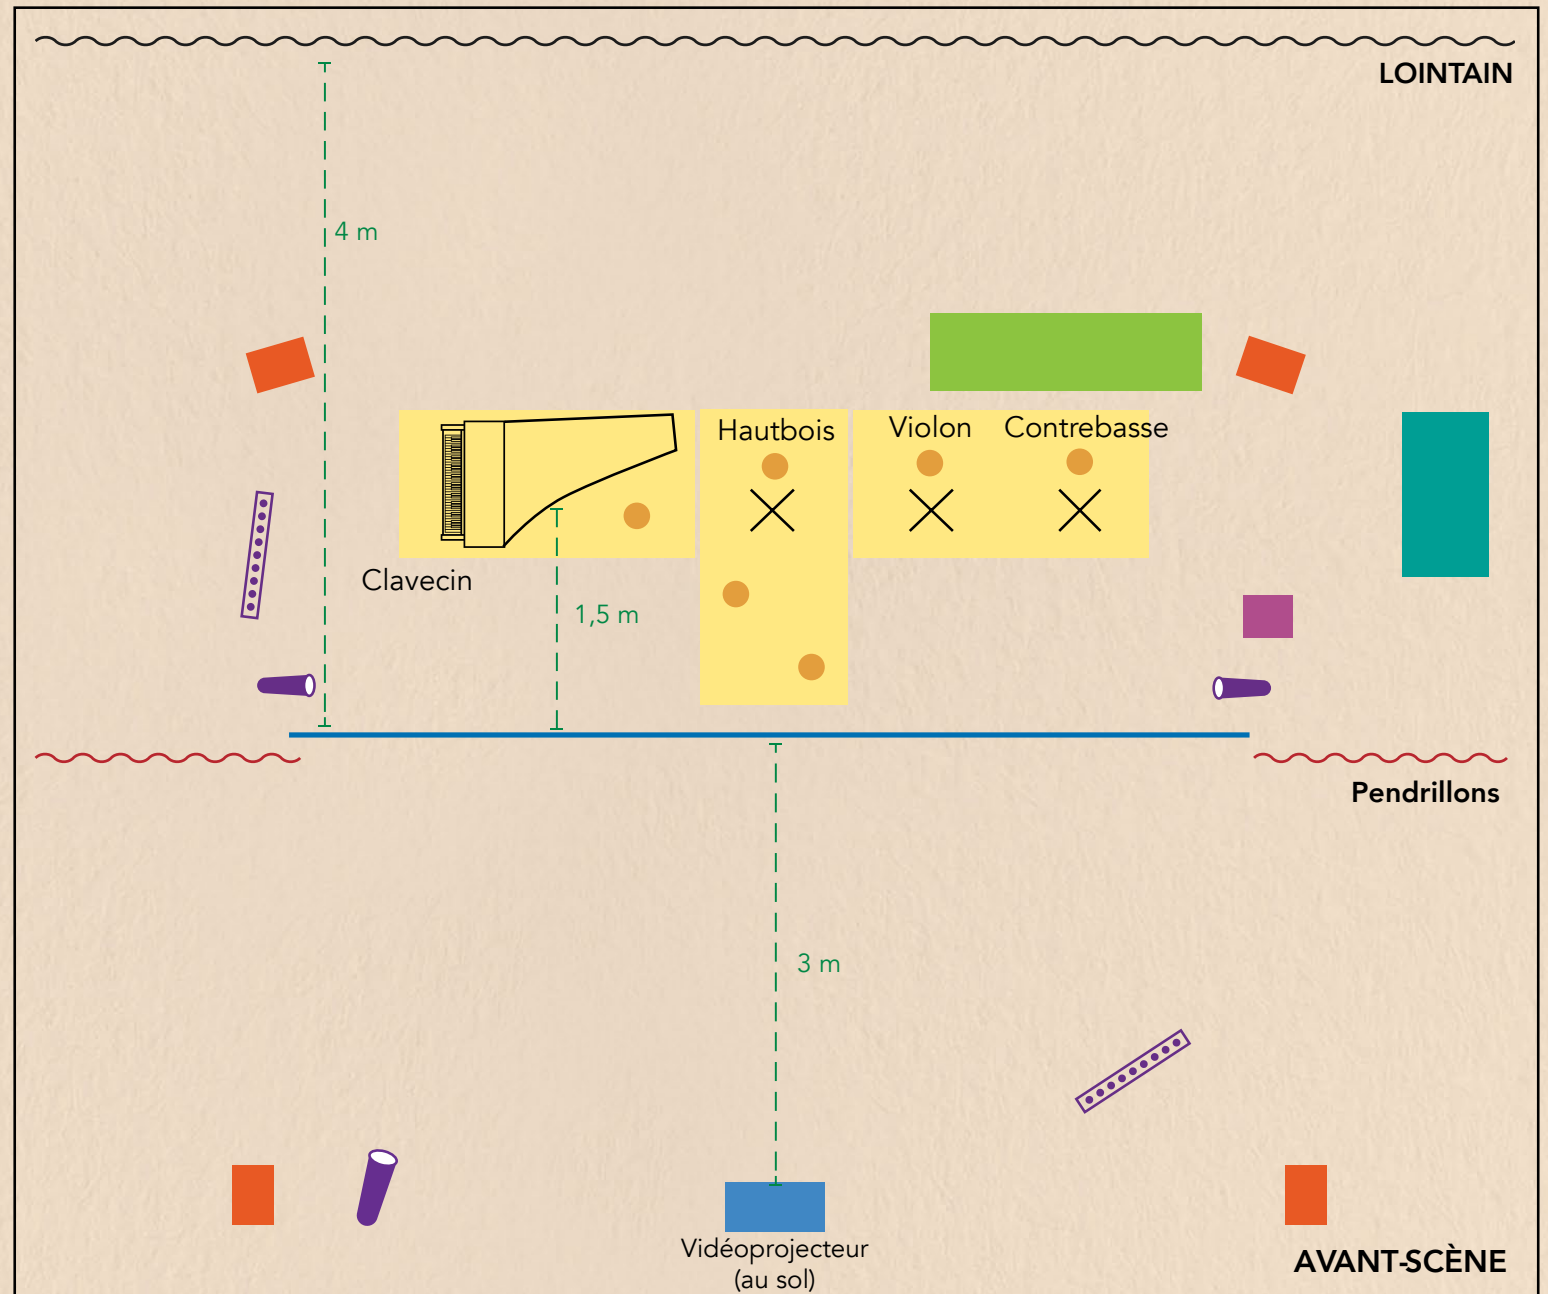 LOINTAIN
4 m
Hautbois
Violon
Contrebasse
Clavecin
1,5 m
Pendrillons
3 m
Vidéoprojecteur
(au sol)
AVANT-SCÈNE